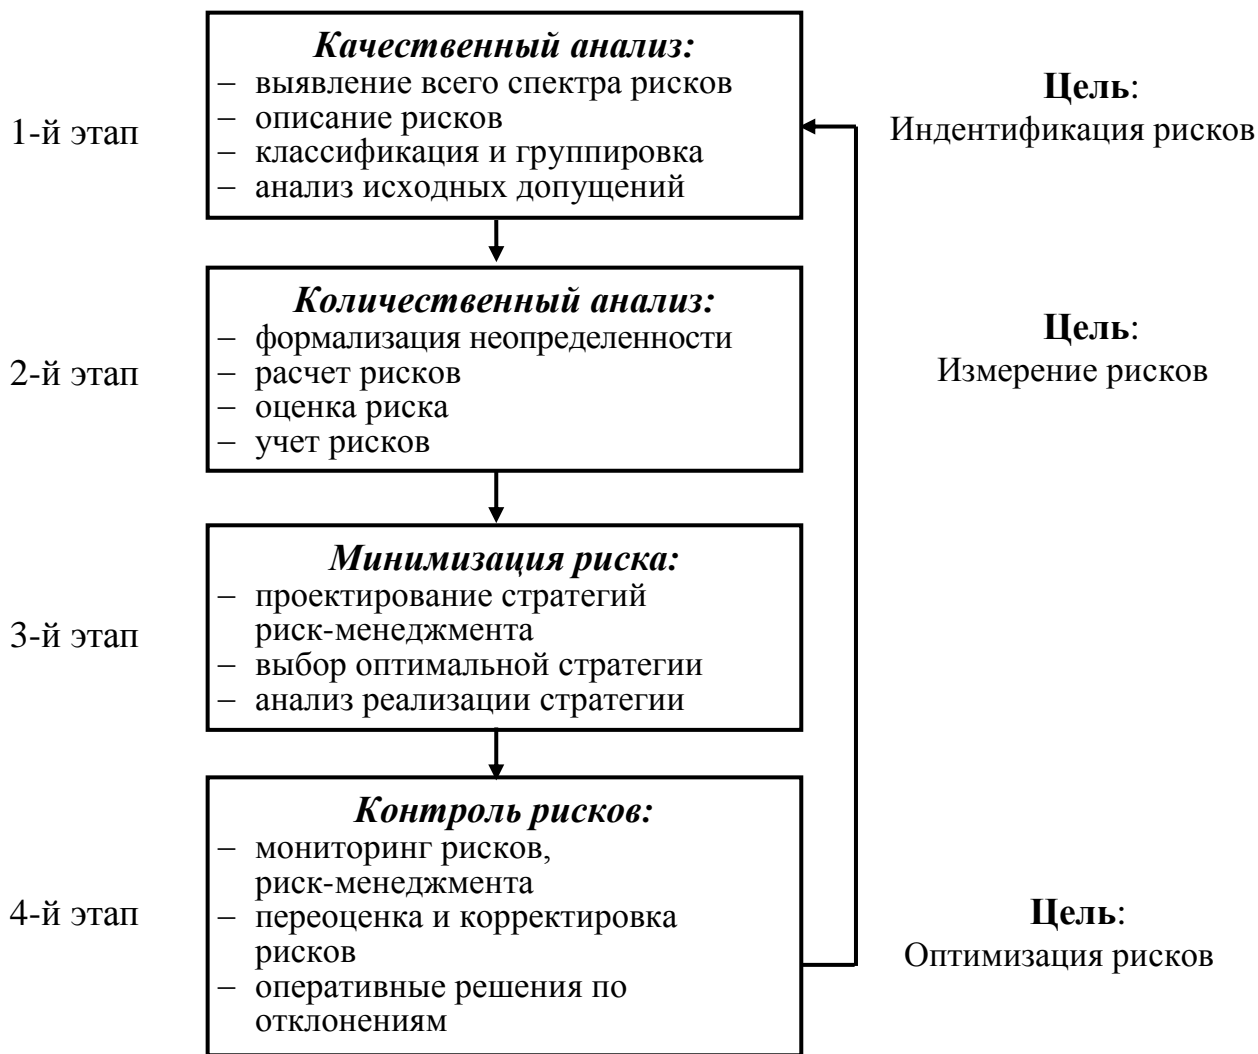 Качественный анализ:
– выявление всего спектра рисков
– описание рисков
– классификация и группировка
– анализ исходных допущений
1-й этап
Цель:
Индентификация рисков
Количественный анализ:
– формализация неопределенности
– расчет рисков
– оценка риска
– учет рисков
2-й этап
Цель:
Измерение рисков
Минимизация риска:
– проектирование стратегий
риск-менеджмента
– выбор оптимальной стратегии
– анализ реализации стратегии
3-й этап
Контроль рисков:
– мониторинг рисков,
риск-менеджмента
– переоценка и корректировка
рисков
– оперативные решения по
отклонениям
4-й этап
Цель:
Оптимизация рисков